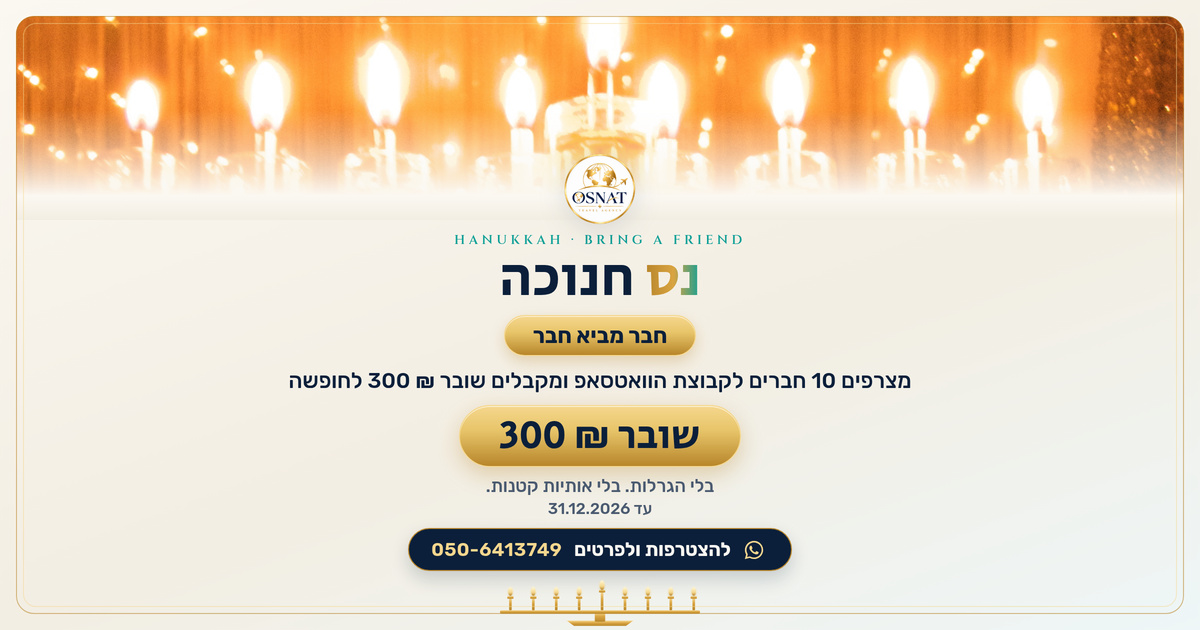 OSNAT
HANUKKAH · BRING A FRIEND
נס חנוכה
חבר מביא חבר
מצרפים 10 חברים לקבוצת הוואטסאפ ומקבלים שובר ₪ 300 לחופשה
שובר ₪ 300
בלי הגרלות. בלי אותיות קטנות.
עד 31.12.2026
להצטרפות ולפרטים 050-6413749